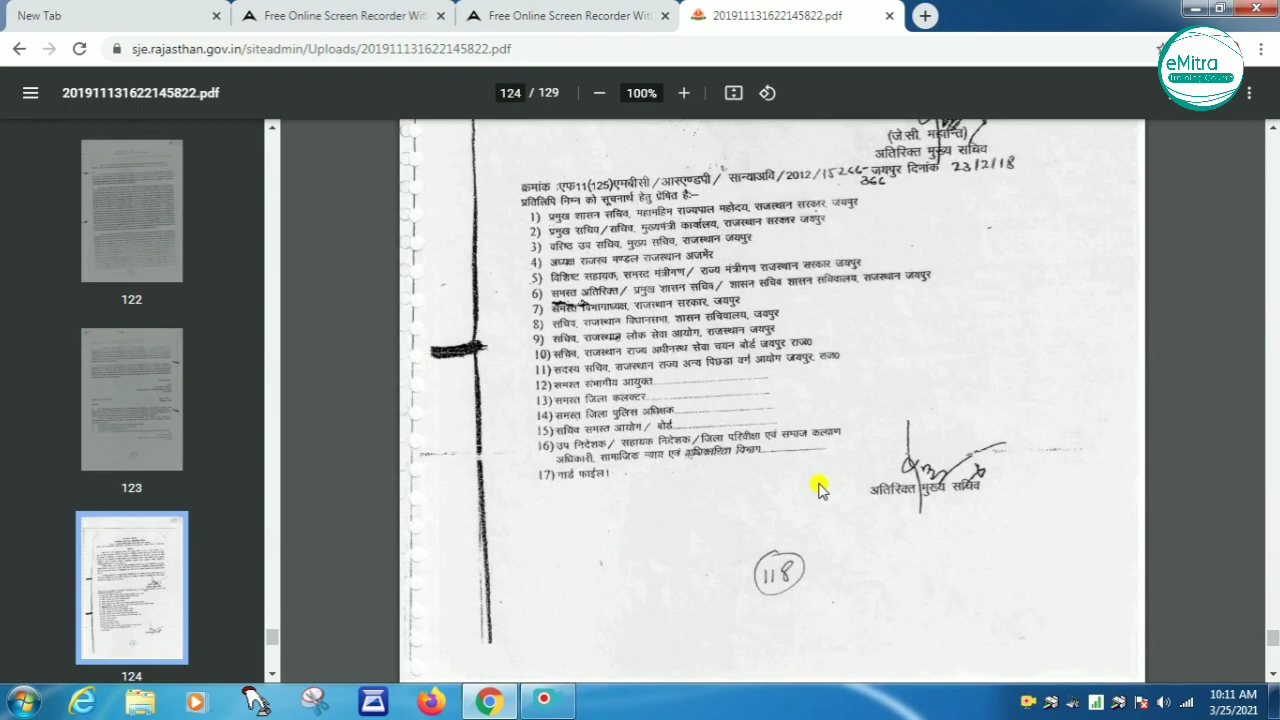 New Tab
Free Online Screen Recorder Wit
Free Online Screen Recorder Wit
201911131622145822.pdf
sje.rajasthan.gov.in/siteadmin/Uploads/201911131622145822.pdf
eMitra
Training Course
201911131622145822.pdf
124 / 129
100%
(जे.सी. महान्ति)
अतिरिक्त मुख्य सचिव
क्रमांक :एफ11(125)एमबीसी/आरएण्डपी/ सान्याअवि/2012/15266- जयपुर दिनांक 23/2/18
366
प्रतिलिपि निम्न को सूचनार्थ हेतु प्रेषित है:–
1) प्रमुख शासन सचिव, महामहिम राज्यपाल महोदय, राजस्थान सरकार, जयपुर
2) प्रमुख सचिव/सचिव, मुख्यमंत्री कार्यालय, राजस्थान सरकार जयपुर
3) वरिष्ठ उप सचिव, मुख्य सचिव, राजस्थान जयपुर
4) अध्यक्ष राजस्व मण्डल राजस्थान अजमेर
5) विशिष्ट सहायक, समस्त मंत्रीगण/ राज्य मंत्रीगण राजस्थान सरकार जयपुर
6) समस्त अतिरिक्त/ प्रमुख शासन सचिव/ शासन सचिव शासन सचिवालय, राजस्थान जयपुर
7) समस्त विभागाध्यक्ष, राजस्थान सरकार, जयपुर
8) सचिव, राजस्थान विधानसभा, शासन सचिवालय, जयपुर
9) सचिव, राजस्थान लोक सेवा आयोग, राजस्थान जयपुर
10) सचिव, राजस्थान राज्य अधीनस्थ सेवा चयन बोर्ड जयपुर राज0
11) सदस्य सचिव, राजस्थान राज्य अन्य पिछडा वर्ग आयोग जयपुर, राज0
12) समस्त संभागीय आयुक्त
13) समस्त जिला कलक्टर
14) समस्त जिला पुलिस अधिक्षक
15) सचिव समस्त आयोग/ बोर्ड
16) उप निदेशक/ सहायक निदेशक/जिला परिवीक्षा एवं समाज कल्याण
अधिकारी, सामाजिक न्याय एवं अधिकारिता विभाग
17) गार्ड फाईल।
अतिरिक्त मुख्य सचिव
118
122
123
124
10:11 AM
3/25/2021